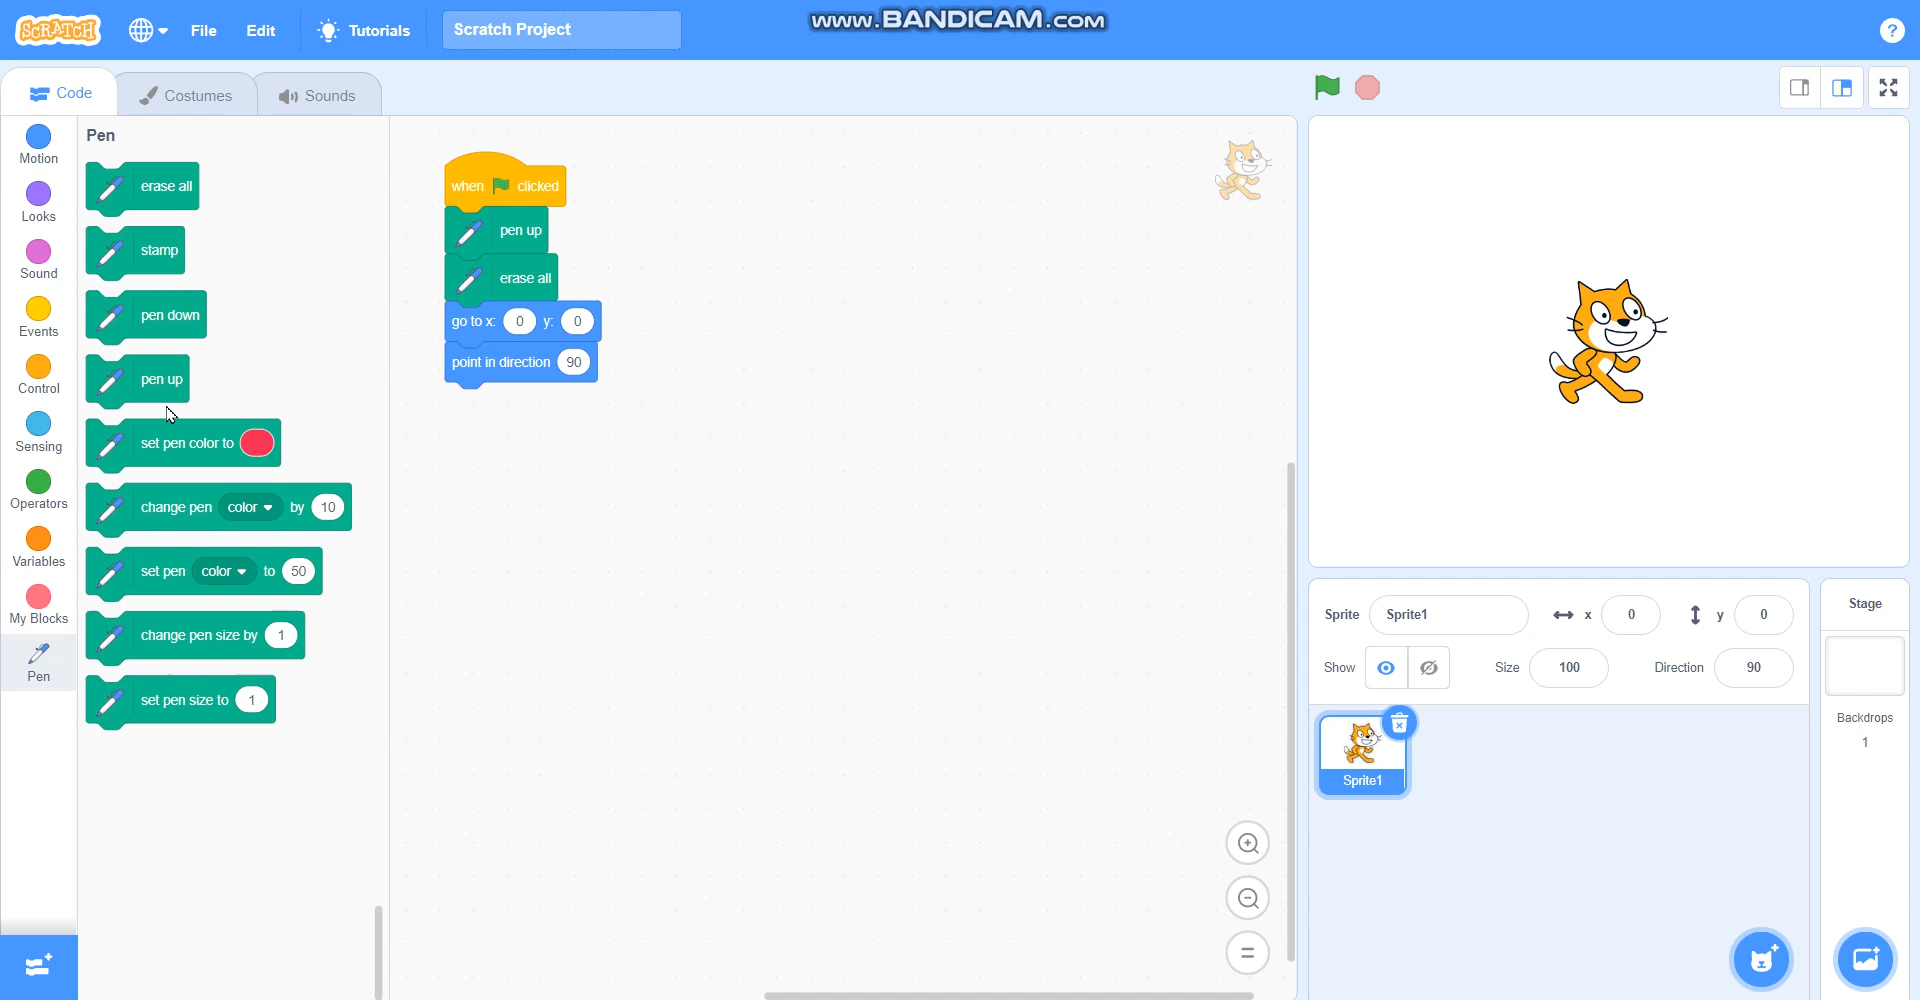 SCRATCH
File
Edit
Tutorials
Scratch Project
www.BANDICAM.com
?
Code
Costumes
Sounds
Motion
Looks
Sound
Events
Control
Sensing
Operators
Variables
My Blocks
Pen
Pen
erase all
stamp
pen down
pen up
set pen color to
change pen color by 10
set pen color to 50
change pen size by 1
set pen size to 1
when clicked
pen up
erase all
go to x: 0 y: 0
point in direction 90
Sprite Sprite1 x 0 y 0
Show Size 100 Direction 90
Sprite1
Stage
Backdrops
1